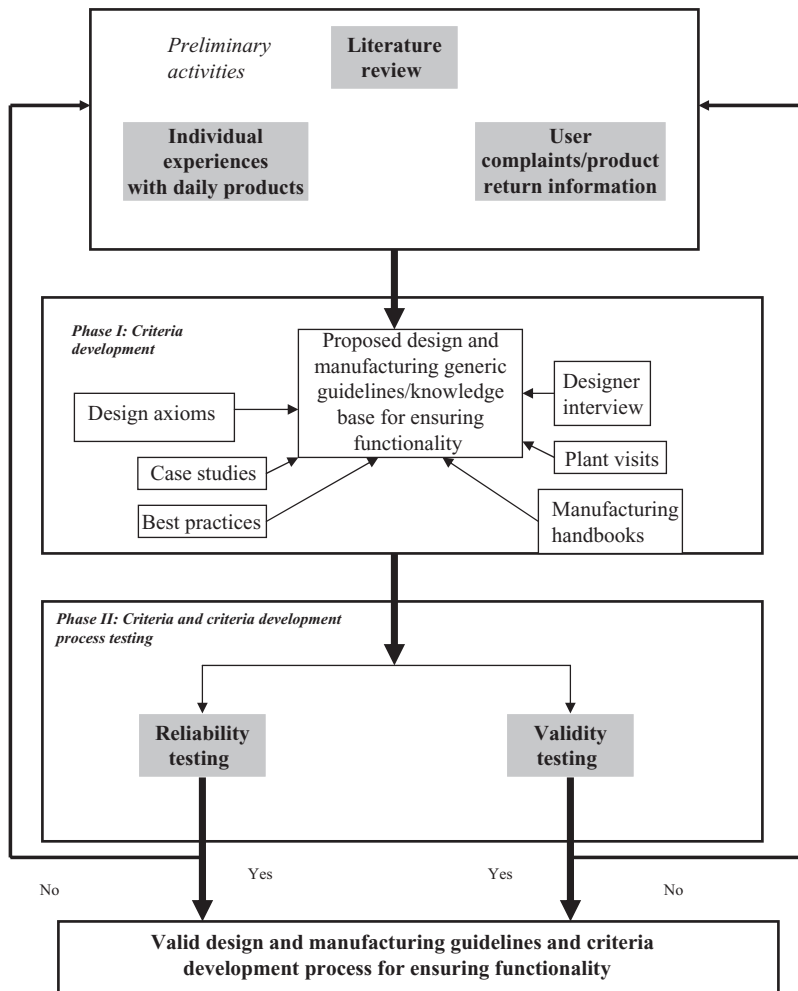 Preliminary
activities
Literature
review
Individual
experiences
with daily products
User
complaints/product
return information
Phase I: Criteria
development
Proposed design and
manufacturing generic
guidelines/knowledge
base for ensuring
functionality
Design axioms
Case studies
Best practices
Designer
interview
Plant visits
Manufacturing
handbooks
Phase II: Criteria and criteria development
process testing
Reliability
testing
Validity
testing
No
Yes
Yes
No
Valid design and manufacturing guidelines and criteria
development process for ensuring functionality